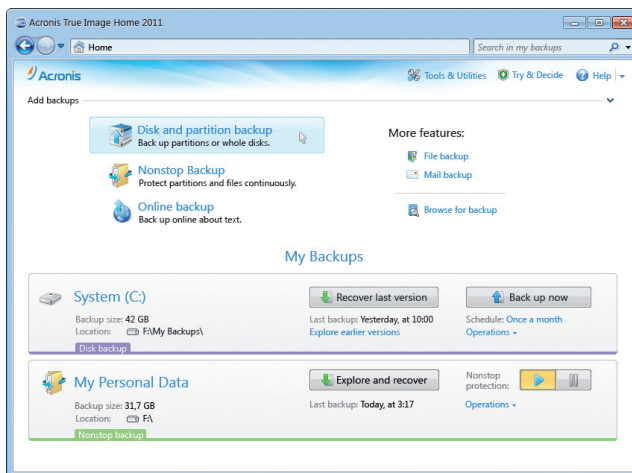 Acronis True Image Home 2011
Home
Search in my backups
Acronis
Tools & Utilities
Try & Decide
Help
Add backups
Disk and partition backup
Back up partitions or whole disks.
Nonstop Backup
Protect partitions and files continuously.
Online backup
Back up online about text.
More features:
File backup
Mail backup
Browse for backup
My Backups
System (C:)
Recover last version
Back up now
Backup size: 42 GB
Last backup: Yesterday, at 10:00
Schedule: Once a month
Location: F:\My Backups\
Explore earlier versions
Operations
Disk backup
My Personal Data
Explore and recover
Nonstop
protection:
Backup size: 31,7 GB
Last backup: Today, at 3:17
Operations
Location: F:\
Nonstop backup